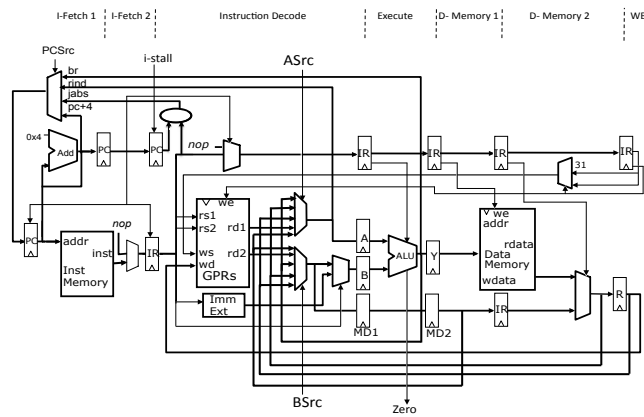 I-Fetch 1
I-Fetch 2
Instruction Decode
Execute
D- Memory 1
D- Memory 2
WB
PCSrc
i-stall
ASrc
br
rind
jabs
pc+4
0x4
nop
Add
PC
PC
IR
IR
IR
IR
31
we
rs1
rs2
rd1
we
addr
A
nop
PC
addr
inst
IR
ws
wd
rd2
GPRs
ALU
Y
rdata
Data
Memory
wdata
Inst
Memory
B
Imm
Ext
IR
R
MD1
MD2
BSrc
Zero